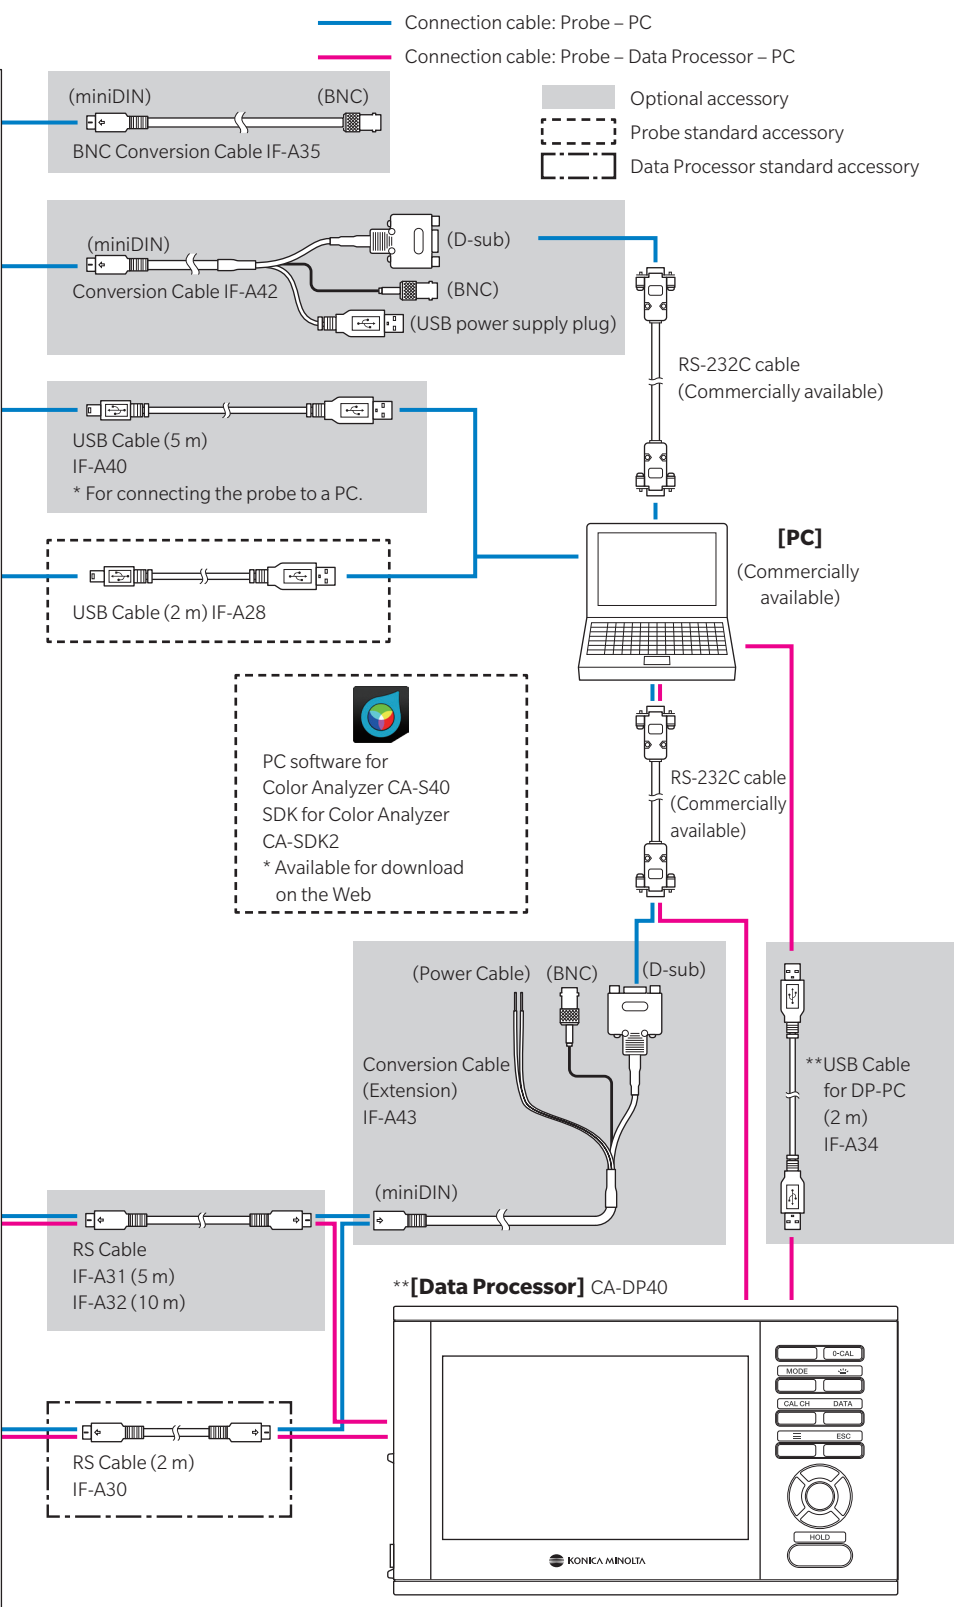 Connection cable: Probe – PC
Connection cable: Probe – Data Processor – PC
Optional accessory
Probe standard accessory
Data Processor standard accessory
(miniDIN)
(BNC)
BNC Conversion Cable IF-A35
(miniDIN)
(D-sub)
Conversion Cable IF-A42
(BNC)
(USB power supply plug)
RS-232C cable
(Commercially available)
USB Cable (5 m)
IF-A40
* For connecting the probe to a PC.
[PC]
(Commercially
available)
USB Cable (2 m) IF-A28
PC software for
Color Analyzer CA-S40
SDK for Color Analyzer
CA-SDK2
* Available for download
on the Web
RS-232C cable
(Commercially
available)
(Power Cable)
(BNC)
(D-sub)
Conversion Cable
(Extension)
IF-A43
(miniDIN)
**USB Cable
for DP-PC
(2 m)
IF-A34
RS Cable
IF-A31 (5 m)
IF-A32 (10 m)
**[Data Processor] CA-DP40
0-CAL
MODE
CAL CH
DATA
ESC
HOLD
KONICA MINOLTA
RS Cable (2 m)
IF-A30